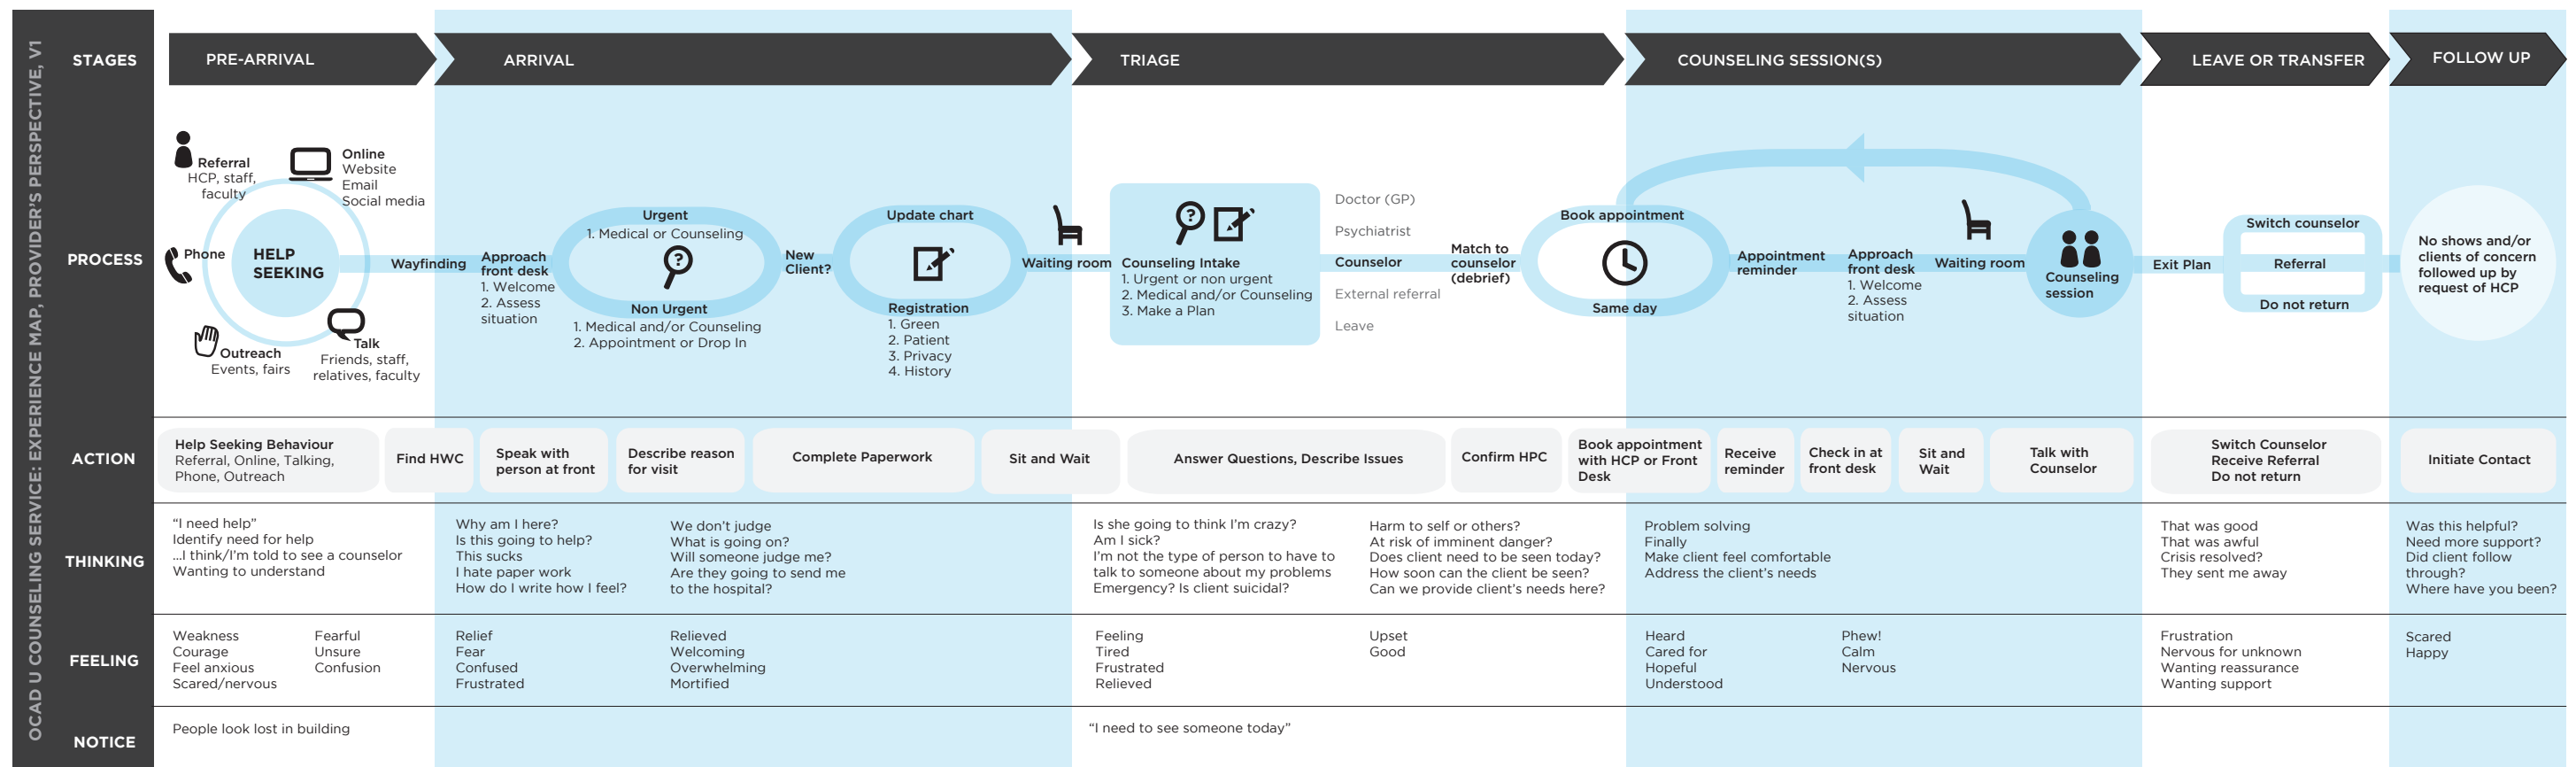 OCAD U COUNSELING SERVICE: EXPERIENCE MAP, PROVIDER'S PERSPECTIVE, V1
STAGES
PRE-ARRIVAL
ARRIVAL
TRIAGE
COUNSELING SESSION(S)
LEAVE OR TRANSFER
FOLLOW UP
PROCESS
Referral
HCP, staff,
faculty
Online
Website
Email
Social media
Phone
HELP
SEEKING
Outreach
Events, fairs
Talk
Friends, staff,
relatives, faculty
Wayfinding
Approach
front desk
1. Welcome
2. Assess
situation
Urgent
1. Medical or Counseling
?
Non Urgent
1. Medical and/or Counseling
2. Appointment or Drop In
New
Client?
Update chart
Registration
1. Green
2. Patient
3. Privacy
4. History
Waiting room
?
Counseling Intake
1. Urgent or non urgent
2. Medical and/or Counseling
3. Make a Plan
Doctor (GP)
Psychiatrist
Counselor
External referral
Leave
Match to
counselor
(debrief)
Book appointment
Same day
Appointment
reminder
Approach
front desk
1. Welcome
2. Assess
situation
Waiting room
Counseling
session
Exit Plan
Switch counselor
Referral
Do not return
No shows and/or
clients of concern
followed up by
request of HCP
ACTION
Help Seeking Behaviour
Referral, Online, Talking,
Phone, Outreach
Find HWC
Speak with
person at front
Describe reason
for visit
Complete Paperwork
Sit and Wait
Answer Questions, Describe Issues
Confirm HPC
Book appointment
with HCP or Front
Desk
Receive
reminder
Check in at
front desk
Sit and
Wait
Talk with
Counselor
Switch Counselor
Receive Referral
Do not return
Initiate Contact
THINKING
“I need help”
Identify need for help
...I think/I'm told to see a counselor
Wanting to understand
Why am I here?
Is this going to help?
This sucks
I hate paper work
How do I write how I feel?
We don't judge
What is going on?
Will someone judge me?
Are they going to send me
to the hospital?
Is she going to think I'm crazy?
Am I sick?
I'm not the type of person to have to
talk to someone about my problems
Emergency? Is client suicidal?
Harm to self or others?
At risk of imminent danger?
Does client need to be seen today?
How soon can the client be seen?
Can we provide client's needs here?
Problem solving
Finally
Make client feel comfortable
Address the client's needs
That was good
That was awful
Crisis resolved?
They sent me away
Was this helpful?
Need more support?
Did client follow
through?
Where have you been?
FEELING
Weakness
Courage
Feel anxious
Scared/nervous
Fearful
Unsure
Confusion
Relief
Fear
Confused
Frustrated
Relieved
Welcoming
Overwhelming
Mortified
Feeling
Tired
Frustrated
Relieved
Upset
Good
Heard
Cared for
Hopeful
Understood
Phew!
Calm
Nervous
Frustration
Nervous for unknown
Wanting reassurance
Wanting support
Scared
Happy
NOTICE
People look lost in building
“I need to see someone today”